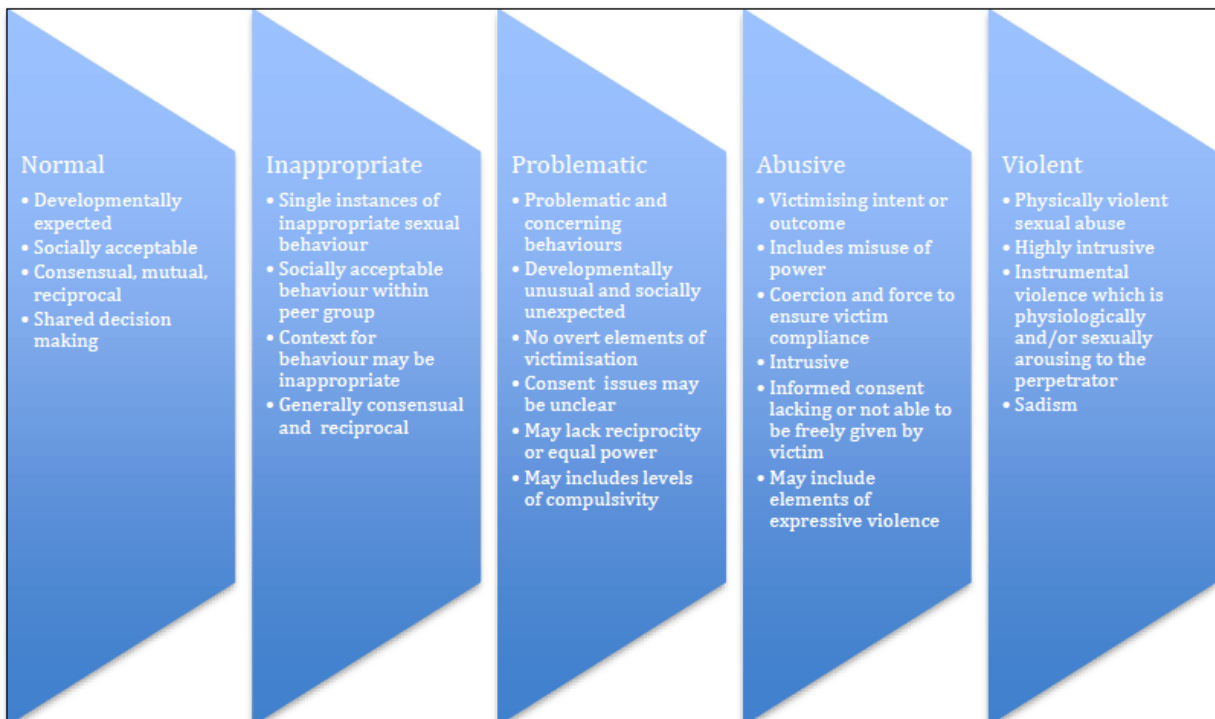 Normal
• Developmentally
expected
• Socially acceptable
• Consensual, mutual,
reciprocal
• Shared decision
making
Inappropriate
• Single instances of
inappropriate sexual
behaviour
• Socially acceptable
behaviour within
peer group
• Context for
behaviour may be
inappropriate
• Generally consensual
and reciprocal
Problematic
• Problematic and
concerning
behaviours
• Developmentally
unusual and socially
unexpected
• No overt elements of
victimisation
• Consent issues may
be unclear
• May lack reciprocity
or equal power
• May includes levels
of compulsivity
Abusive
• Victimising intent or
outcome
• Includes misuse of
power
• Coercion and force to
ensure victim
compliance
• Intrusive
• Informed consent
lacking or not able to
be freely given by
victim
• May include
elements of
expressive violence
Violent
• Physically violent
sexual abuse
• Highly intrusive
• Instrumental
violence which is
physiologically
and/or sexually
arousing to the
perpetrator
• Sadism